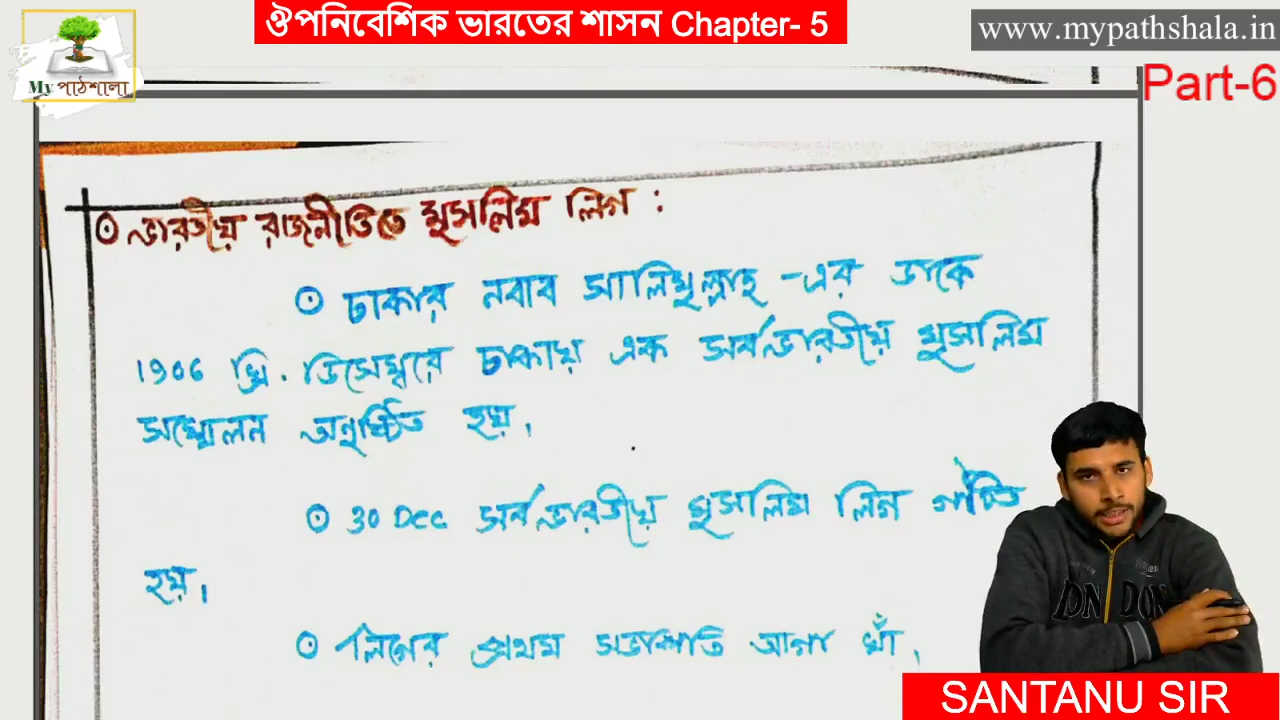 ঔপনিবেশিক ভারতের শাসন Chapter- 5
www.mypathshala.in
My পাঠশালা
Part-6
ভারতীয় রাজনীতিতে মুসলিম লিগ :
ঢাকার নবাব সালিমুল্লাহ -এর ডাকে
1906 খ্রি. ডিসেম্বরে ঢাকায় এক সর্বভারতীয় মুসলিম
সম্মেলন অনুষ্ঠিত হয়।
30 Dec সর্বভারতীয় মুসলিম লিগ গঠিত
হয়।
লিগের প্রথম সভাপতি আগা খাঁ।
DN DON
SANTANU SIR